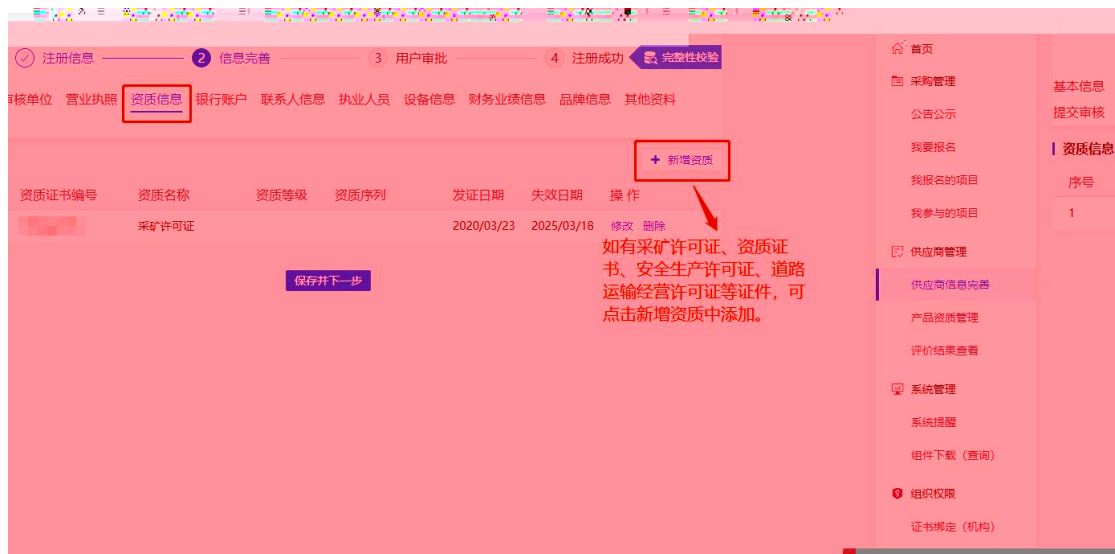 注册信息
2 信息完善
3 用户审批
4 注册成功
完整性校验
审核单位 营业执照 资质信息 银行账户 联系人信息 执业人员 设备信息 财务业绩信息 品牌信息 其他资料
+ 新增资质
资质证书编号 资质名称 资质等级 资质序列 发证日期 失效日期 操作
采矿许可证 2020/03/23 2025/03/18 修改 删除
保存并下一步
如有采矿许可证、资质证
书、安全生产许可证、道路
运输经营许可证等证件，可
点击新增资质中添加。
首页
采购管理
公告公示
我要报名
我报名的项目
我参与的项目
供应商管理
供应商信息完善
产品资质管理
评价结果查看
系统管理
系统提醒
组件下载（查询）
组织权限
证书绑定（机构）
基本信息
提交审核
资质信息
序号
1